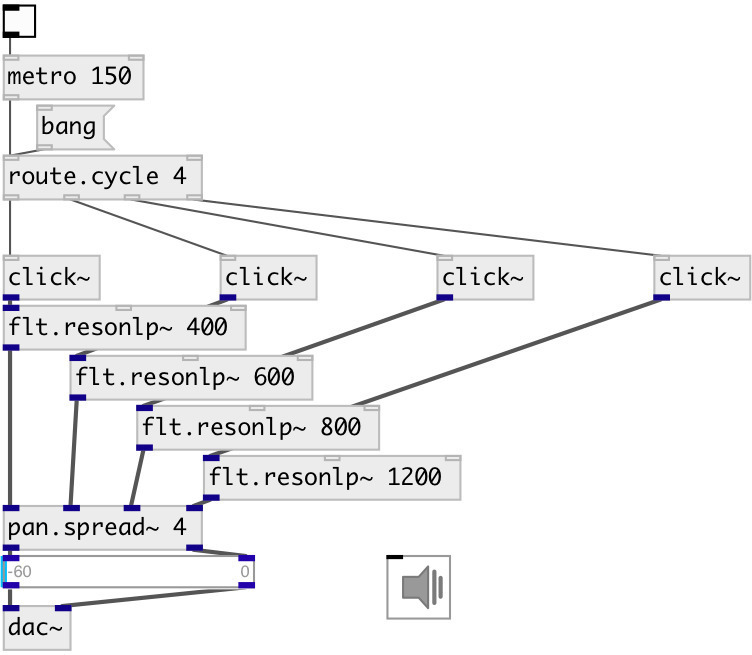 metro 150
bang
route.cycle 4
click~ click~ click~ click~
flt.resonlp~ 400
flt.resonlp~ 600
flt.resonlp~ 800
flt.resonlp~ 1200
pan.spread~ 4
-60 0
dac~